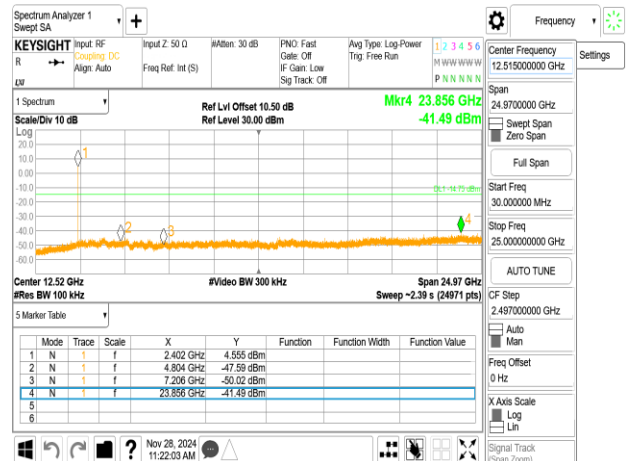 Spectrum Analyzer 1
Swept SA
Frequency
KEYSIGHT
R
Input: RF
Coupling: DC
Align: Auto
Input Z: 50 Ω
Freq Ref: Int (S)
#Atten: 30 dB
PNO: Fast
Gate: Off
IF Gain: Low
Sig Track: Off
Avg Type: Log-Power
Trig: Free Run
1 2 3 4 5 6
M W W W W W
P N N N N N
LXI
1 Spectrum
Scale/Div 10 dB
Ref Lvl Offset 10.50 dB
Ref Level 30.00 dBm
Mkr4 23.856 GHz
-41.49 dBm
Log
20.0
10.0
0.00
-10.0
-20.0
-30.0
-40.0
-50.0
-60.0
1
2
3
4
Center 12.52 GHz
#Res BW 100 kHz
#Video BW 300 kHz
Span 24.97 GHz
Sweep ~2.39 s (24971 pts)
5 Marker Table
Mode Trace Scale X Y Function Function Width Function Value
1 N 1 f 2.402 GHz 4.555 dBm
2 N 1 f 4.804 GHz -47.59 dBm
3 N 1 f 7.206 GHz -50.02 dBm
4 N 1 f 23.856 GHz -41.49 dBm
5
6
?
Nov 28, 2024
11:22:03 AM
Center Frequency
12.515000000 GHz
Settings
Span
24.9700000 GHz
Swept Span
Zero Span
Full Span
Start Freq
30.000000 MHz
Stop Freq
25.000000000 GHz
AUTO TUNE
CF Step
2.497000000 GHz
Auto
Man
Freq Offset
0 Hz
X Axis Scale
Log
Lin
Signal Track
(Span Zoom)